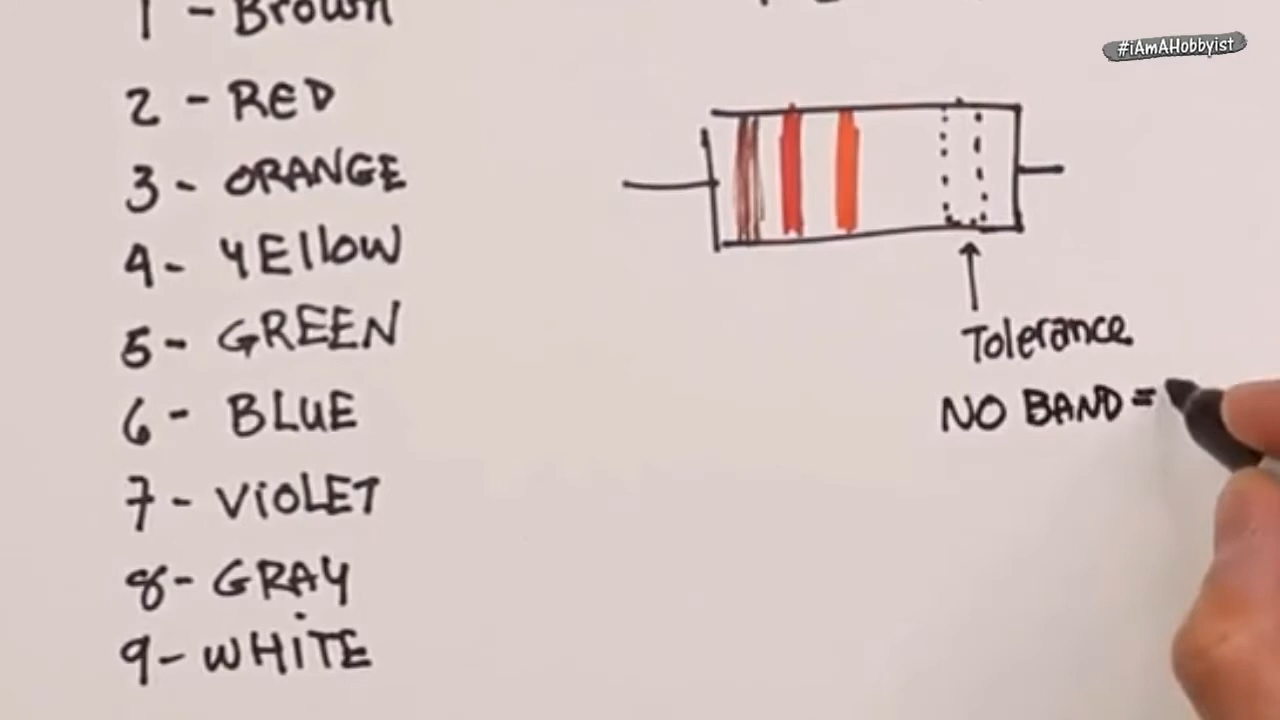 #iAmAHobbyist
1 - Brown
2 - RED
3 - ORANGE
4 - YEllOW
5 - GREEN
6 - BLUE
7 - ViOLET
8 - GRAY
9 - WHiTE
Tolerance
NO BAND =